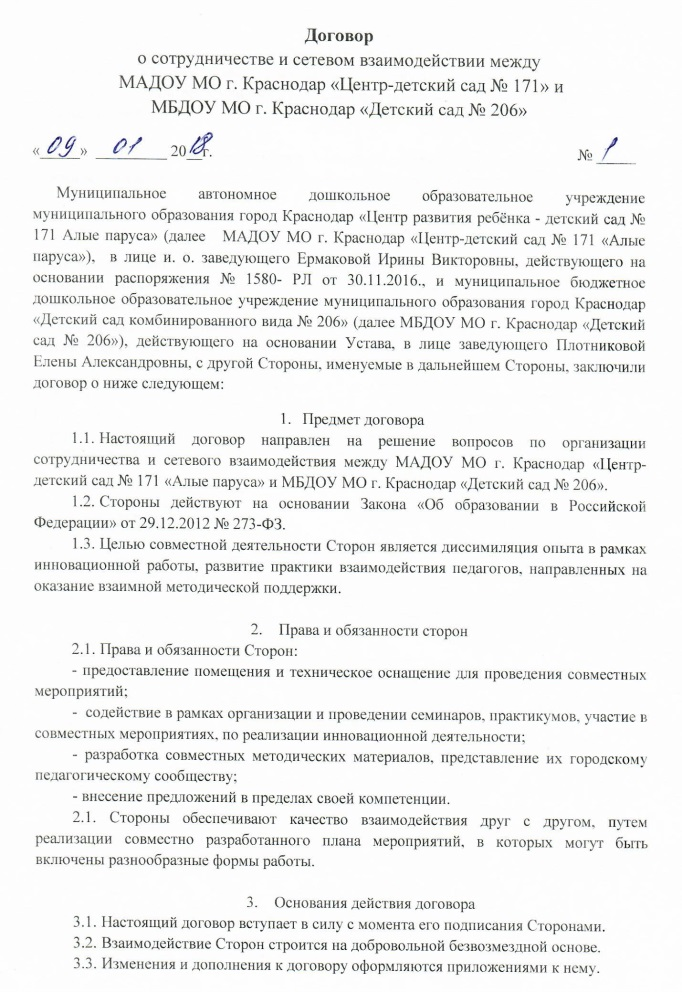 Договор
о сотрудничестве и сетевом взаимодействии между
МАДОУ МО г. Краснодар «Центр-детский сад № 171» и
МБДОУ МО г. Краснодар «Детский сад № 206»
«09» 01 2018г. № 1
Муниципальное автономное дошкольное образовательное учреждение
муниципального образования город Краснодар «Центр развития ребёнка - детский сад №
171 Алые паруса» (далее МАДОУ МО г. Краснодар «Центр-детский сад № 171 «Алые
паруса»), в лице и. о. заведующего Ермаковой Ирины Викторовны, действующего на
основании распоряжения № 1580- РЛ от 30.11.2016., и муниципальное бюджетное
дошкольное образовательное учреждение муниципального образования город Краснодар
«Детский сад комбинированного вида № 206» (далее МБДОУ МО г. Краснодар «Детский
сад № 206»), действующего на основании Устава, в лице заведующего Плотниковой
Елены Александровны, с другой Стороны, именуемые в дальнейшем Стороны, заключили
договор о ниже следующем:
1. Предмет договора
1.1. Настоящий договор направлен на решение вопросов по организации
сотрудничества и сетевого взаимодействия между МАДОУ МО г. Краснодар «Центр-
детский сад № 171 «Алые паруса» и МБДОУ МО г. Краснодар «Детский сад № 206».
1.2. Стороны действуют на основании Закона «Об образовании в Российской
Федерации» от 29.12.2012 № 273-ФЗ.
1.3. Целью совместной деятельности Сторон является диссимиляция опыта в рамках
инновационной работы, развитие практики взаимодействия педагогов, направленных на
оказание взаимной методической поддержки.
2. Права и обязанности сторон
2.1. Права и обязанности Сторон:
- предоставление помещения и техническое оснащение для проведения совместных
мероприятий;
- содействие в рамках организации и проведении семинаров, практикумов, участие в
совместных мероприятиях, по реализации инновационной деятельности;
- разработка совместных методических материалов, представление их городскому
педагогическому сообществу;
- внесение предложений в пределах своей компетенции.
2.1. Стороны обеспечивают качество взаимодействия друг с другом, путем
реализации совместно разработанного плана мероприятий, в которых могут быть
включены разнообразные формы работы.
3. Основания действия договора
3.1. Настоящий договор вступает в силу с момента его подписания Сторонами.
3.2. Взаимодействие Сторон строится на добровольной безвозмездной основе.
3.3. Изменения и дополнения к договору оформляются приложениями к нему.